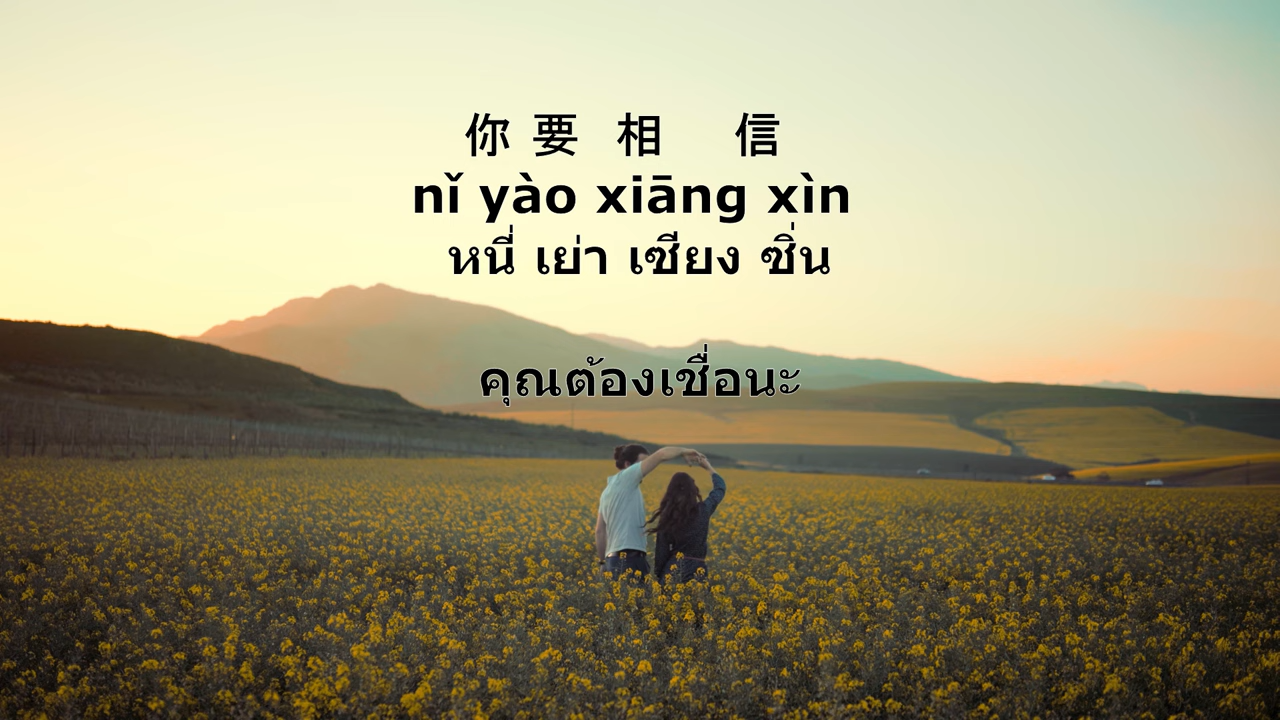 你 要 相 信
nǐ yào xiāng xìn
หนี่ เย่า เซียง ซิ่น
คุณต้องเชื่อนะ